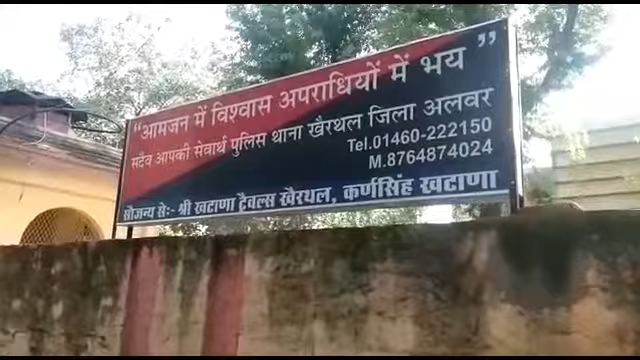 "आमजन में विश्वास अपराधियों में भय"
सदैव आपकी सेवार्थ पुलिस थाना खैरथल जिला अलवर
Tel.01460-222150
M.8764874024
सौजन्य से:- श्री खटाणा ट्रैवल्स खैरथल, कर्णसिंह खटाणा